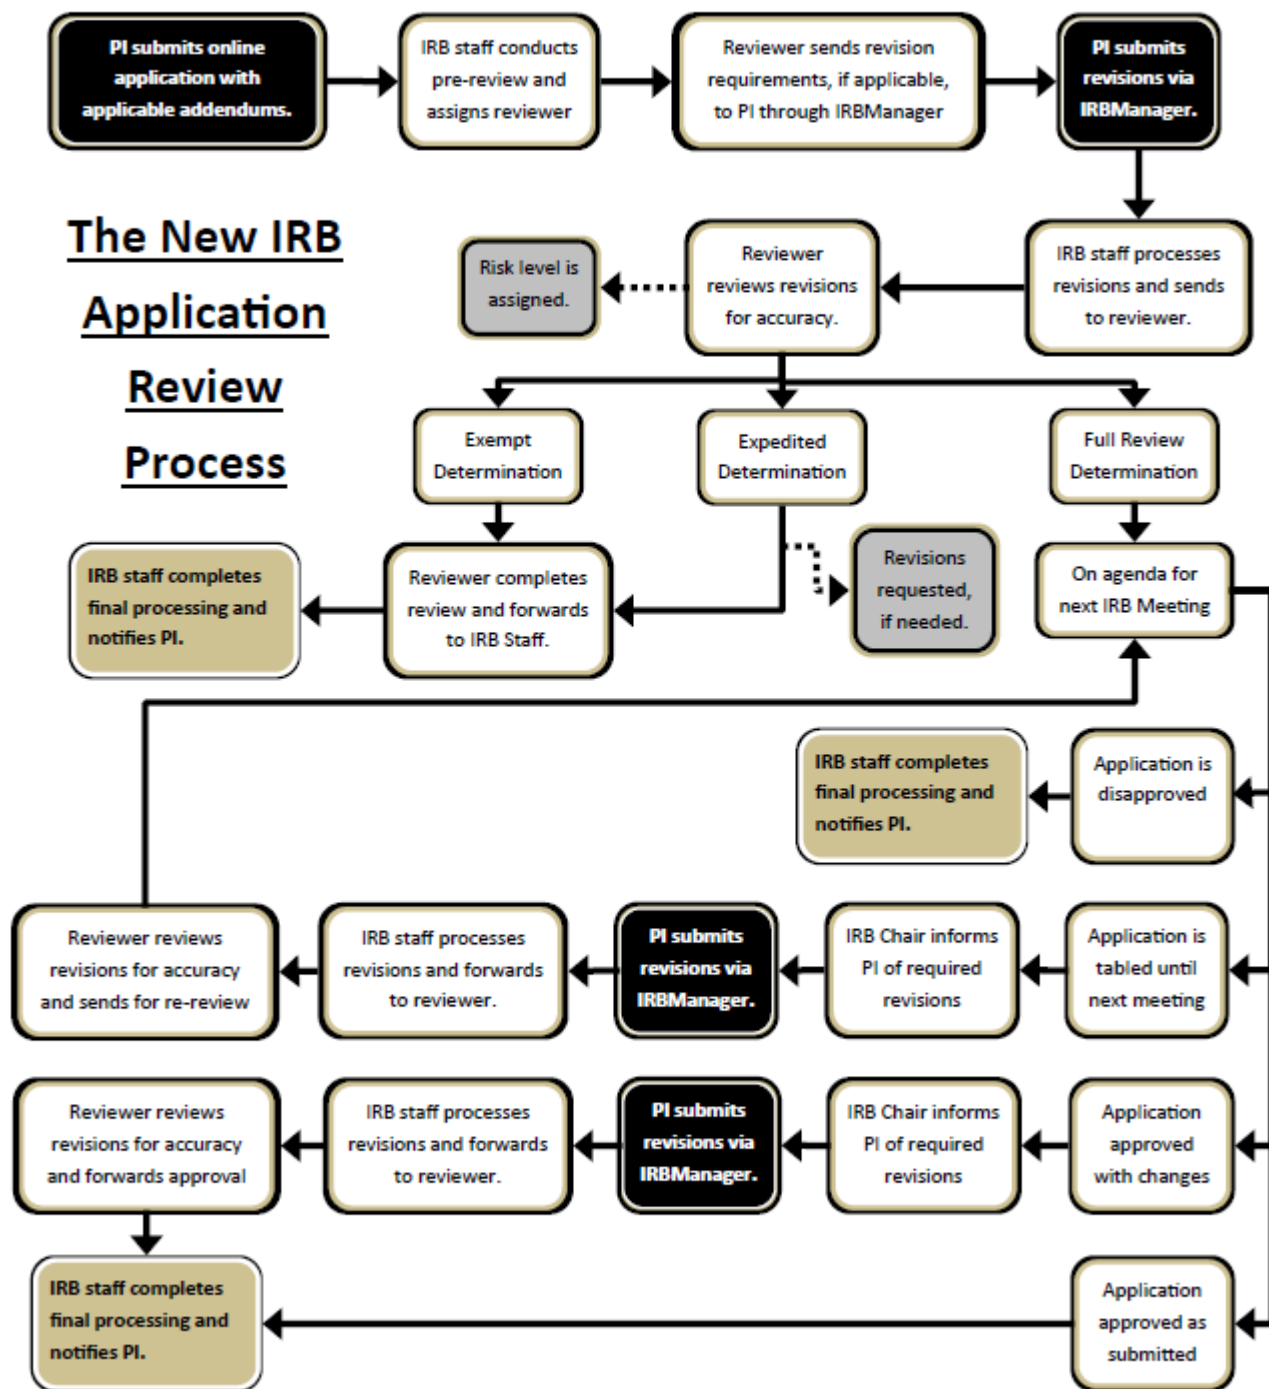 PI submits online
application with
applicable addendums.
IRB staff conducts
pre-review and
assigns reviewer
Reviewer sends revision
requirements, if applicable,
to PI through IRBManager
PI submits
revisions via
IRBManager.
The New IRB
Application
Review
Process
Risk level is
assigned.
Reviewer
reviews revisions
for accuracy.
IRB staff processes
revisions and sends
to reviewer.
Exempt
Determination
Expedited
Determination
Full Review
Determination
IRB staff completes
final processing and
notifies PI.
Reviewer completes
review and forwards
to IRB Staff.
Revisions
requested,
if needed.
On agenda for
next IRB Meeting
IRB staff completes
final processing and
notifies PI.
Application is
disapproved
Reviewer reviews
revisions for accuracy
and sends for re-review
IRB staff processes
revisions and forwards
to reviewer.
PI submits
revisions via
IRBManager.
IRB Chair informs
PI of required
revisions
Application is
tabled until
next meeting
Reviewer reviews
revisions for accuracy
and forwards approval
IRB staff processes
revisions and forwards
to reviewer.
PI submits
revisions via
IRBManager.
IRB Chair informs
PI of required
revisions
Application
approved
with changes
IRB staff completes
final processing and
notifies PI.
Application
approved as
submitted